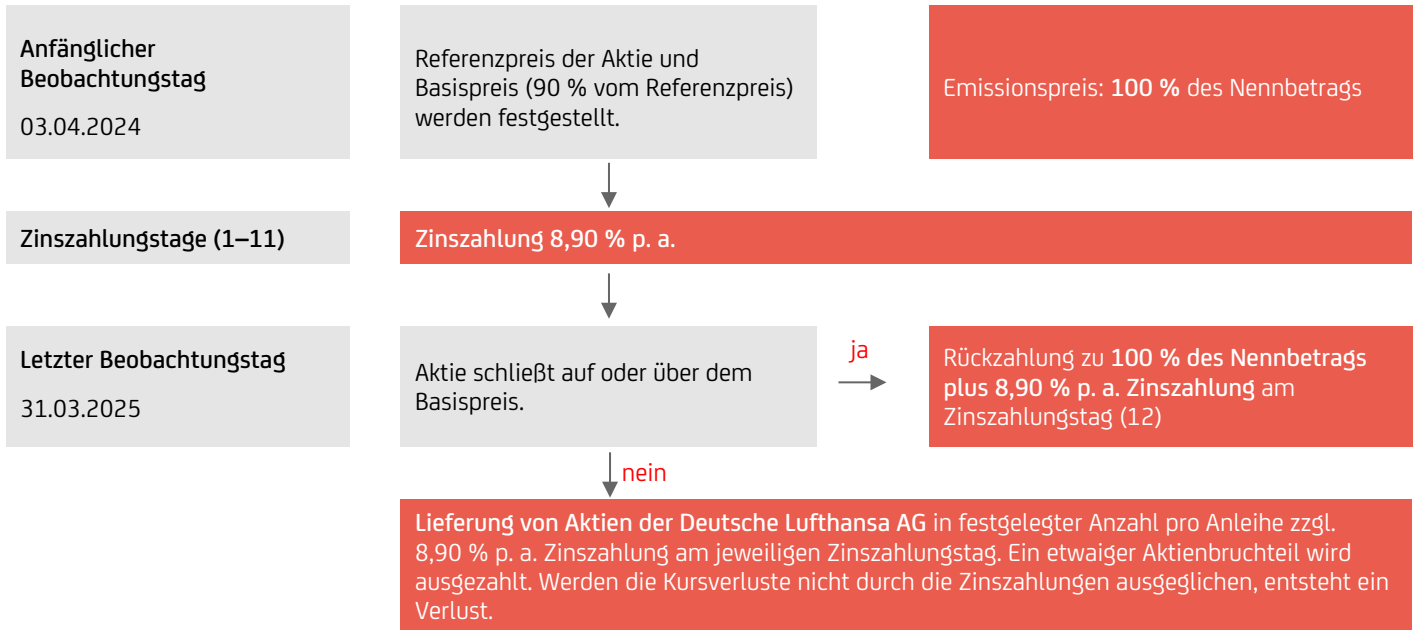 Anfänglicher
Beobachtungstag
03.04.2024
Referenzpreis der Aktie und
Basispreis (90 % vom Referenzpreis)
werden festgestellt.
Emissionspreis: 100 % des Nennbetrags
Zinszahlungstage (1–11)
Zinszahlung 8,90 % p. a.
Letzter Beobachtungstag
31.03.2025
Aktie schließt auf oder über dem
Basispreis.
ja
Rückzahlung zu 100 % des Nennbetrags
plus 8,90 % p. a. Zinszahlung am
Zinszahlungstag (12)
nein
Lieferung von Aktien der Deutsche Lufthansa AG in festgelegter Anzahl pro Anleihe zzgl.
8,90 % p. a. Zinszahlung am jeweiligen Zinszahlungstag. Ein etwaiger Aktienbruchteil wird
ausgezahlt. Werden die Kursverluste nicht durch die Zinszahlungen ausgeglichen, entsteht ein
Verlust.